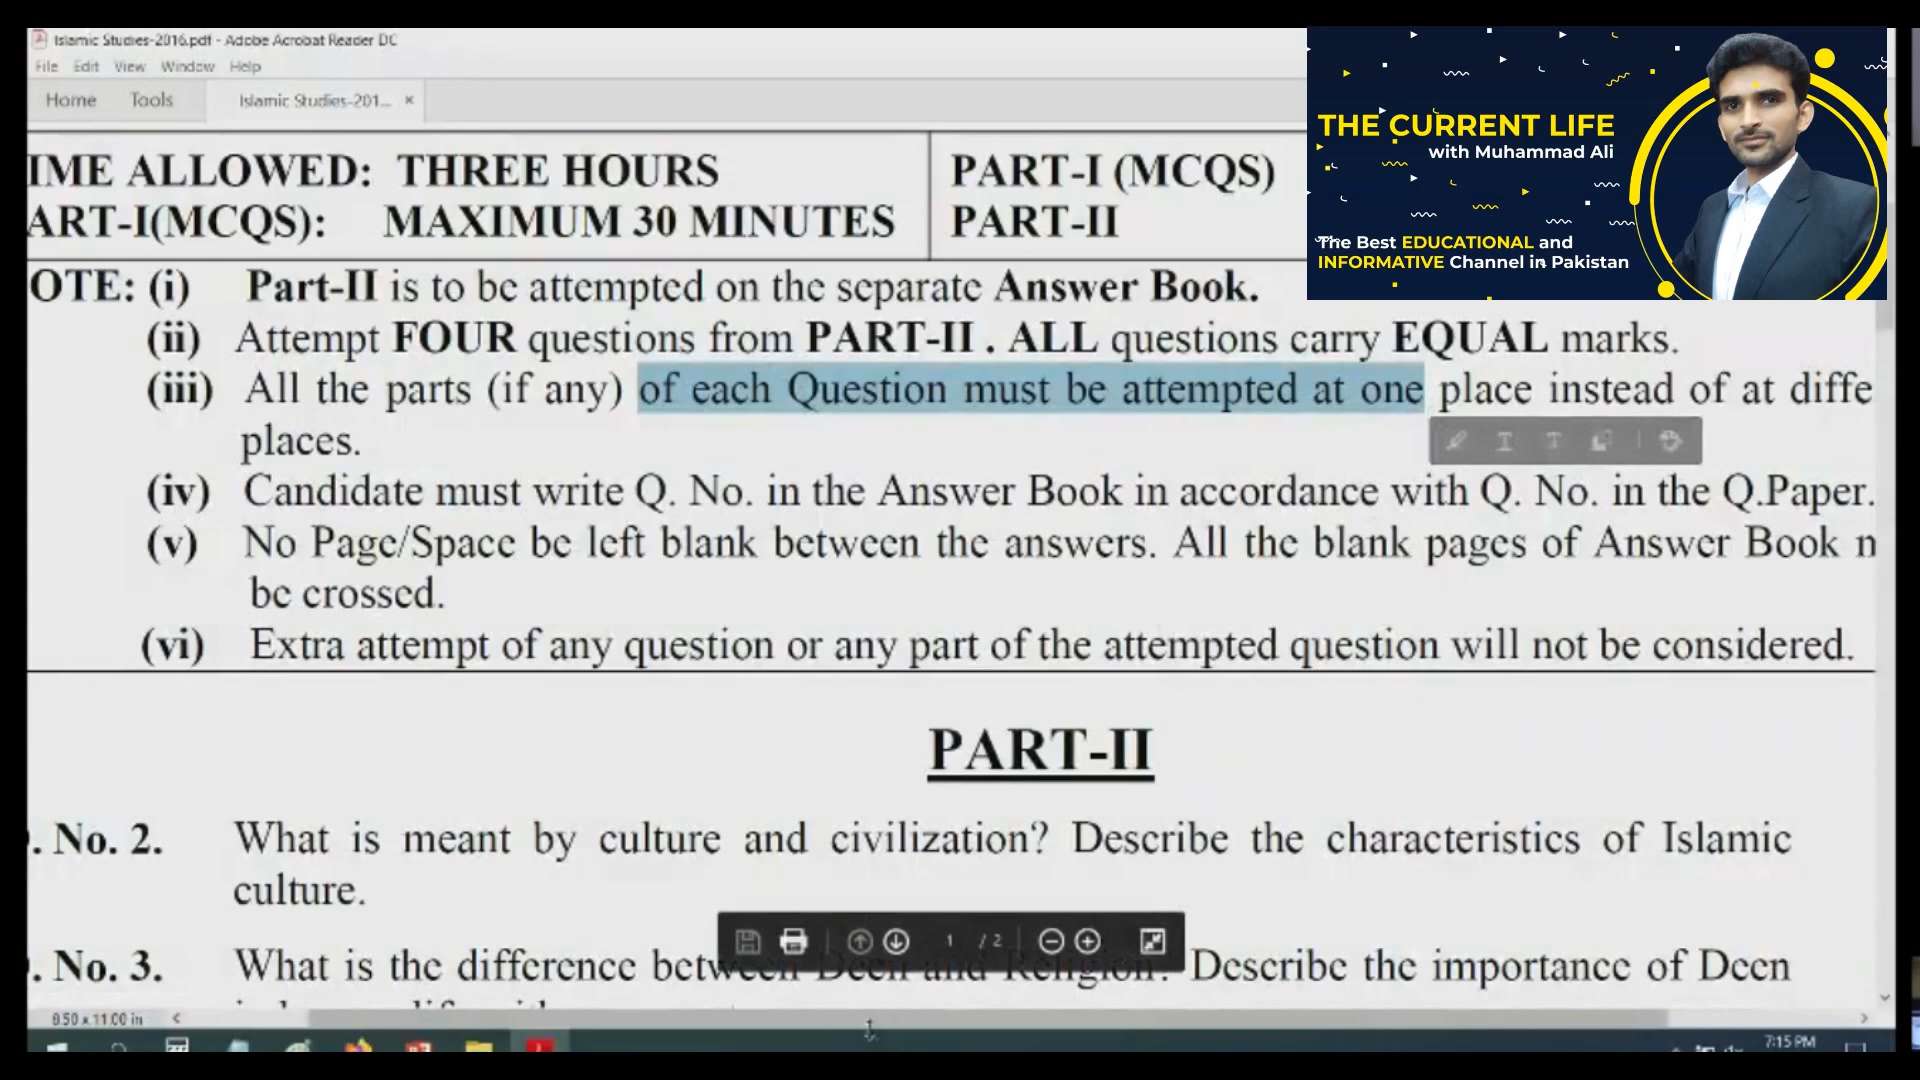 Islamic Studies-2016.pdf - Adobe Acrobat Reader DC
File Edit View Window Help
Home Tools Islamic Studies-201... ×
IME ALLOWED: THREE HOURS
ART-I(MCQS): MAXIMUM 30 MINUTES
PART-I (MCQS)
PART-II
THE CURRENT LIFE
with Muhammad Ali
The Best EDUCATIONAL and
INFORMATIVE Channel in Pakistan
OTE: (i) Part-II is to be attempted on the separate Answer Book.
(ii) Attempt FOUR questions from PART-II . ALL questions carry EQUAL marks.
(iii) All the parts (if any) of each Question must be attempted at one place instead of at diffe
places.
(iv) Candidate must write Q. No. in the Answer Book in accordance with Q. No. in the Q.Paper.
(v) No Page/Space be left blank between the answers. All the blank pages of Answer Book
be crossed.
(vi) Extra attempt of any question or any part of the attempted question will not be considered.
PART-II
. No. 2. What is meant by culture and civilization? Describe the characteristics of Islamic
culture.
. No. 3. What is the difference between Deen and Religion? Describe the importance of Deen
1 / 2
8.50 x 11.00 in
7:15 PM